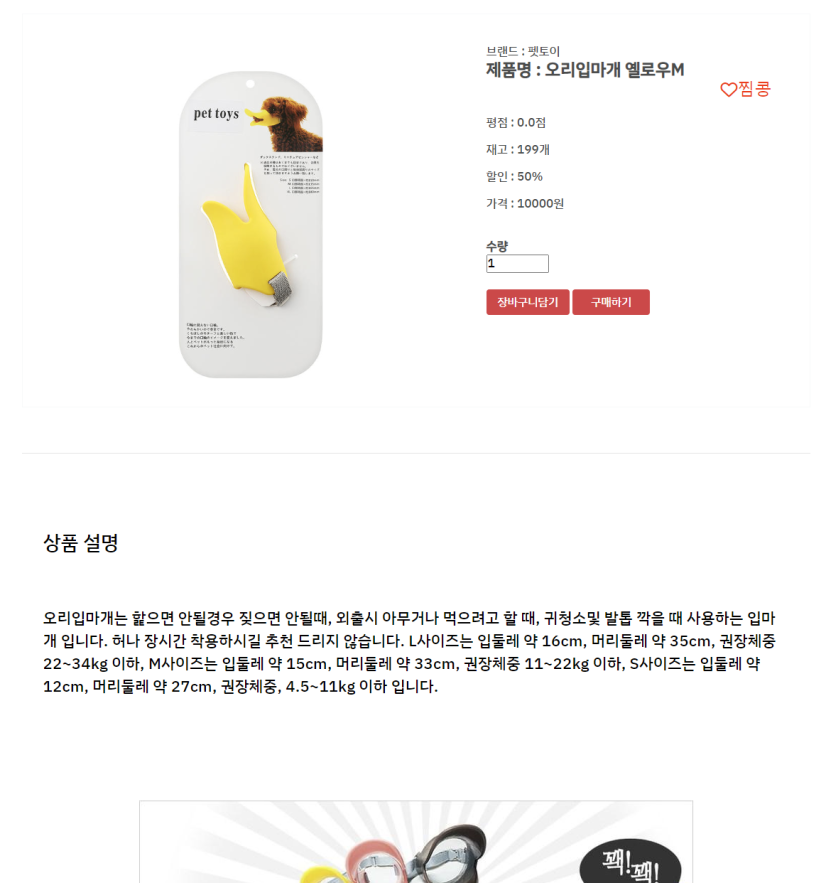 브랜드 : 펫토이
제품명 : 오리입마개 옐로우M
찜콩
평점 : 0.0점
재고 : 199개
할인 : 50%
가격 : 10000원
수량
1
장바구니담기 구매하기
pet toys
상품 설명
오리입마개는 핥으면 안될경우 짖으면 안될때, 외출시 아무거나 먹으려고 할 때, 귀청소및 발톱 깍을 때 사용하는 입마
개 입니다. 허나 장시간 착용하시길 추천 드리지 않습니다. L사이즈는 입둘레 약 16cm, 머리둘레 약 35cm, 권장체중
22~34kg 이하, M사이즈는 입둘레 약 15cm, 머리둘레 약 33cm, 권장체중 11~22kg 이하, S사이즈는 입둘레 약
12cm, 머리둘레 약 27cm, 권장체중, 4.5~11kg 이하 입니다.
꽥!꽥!